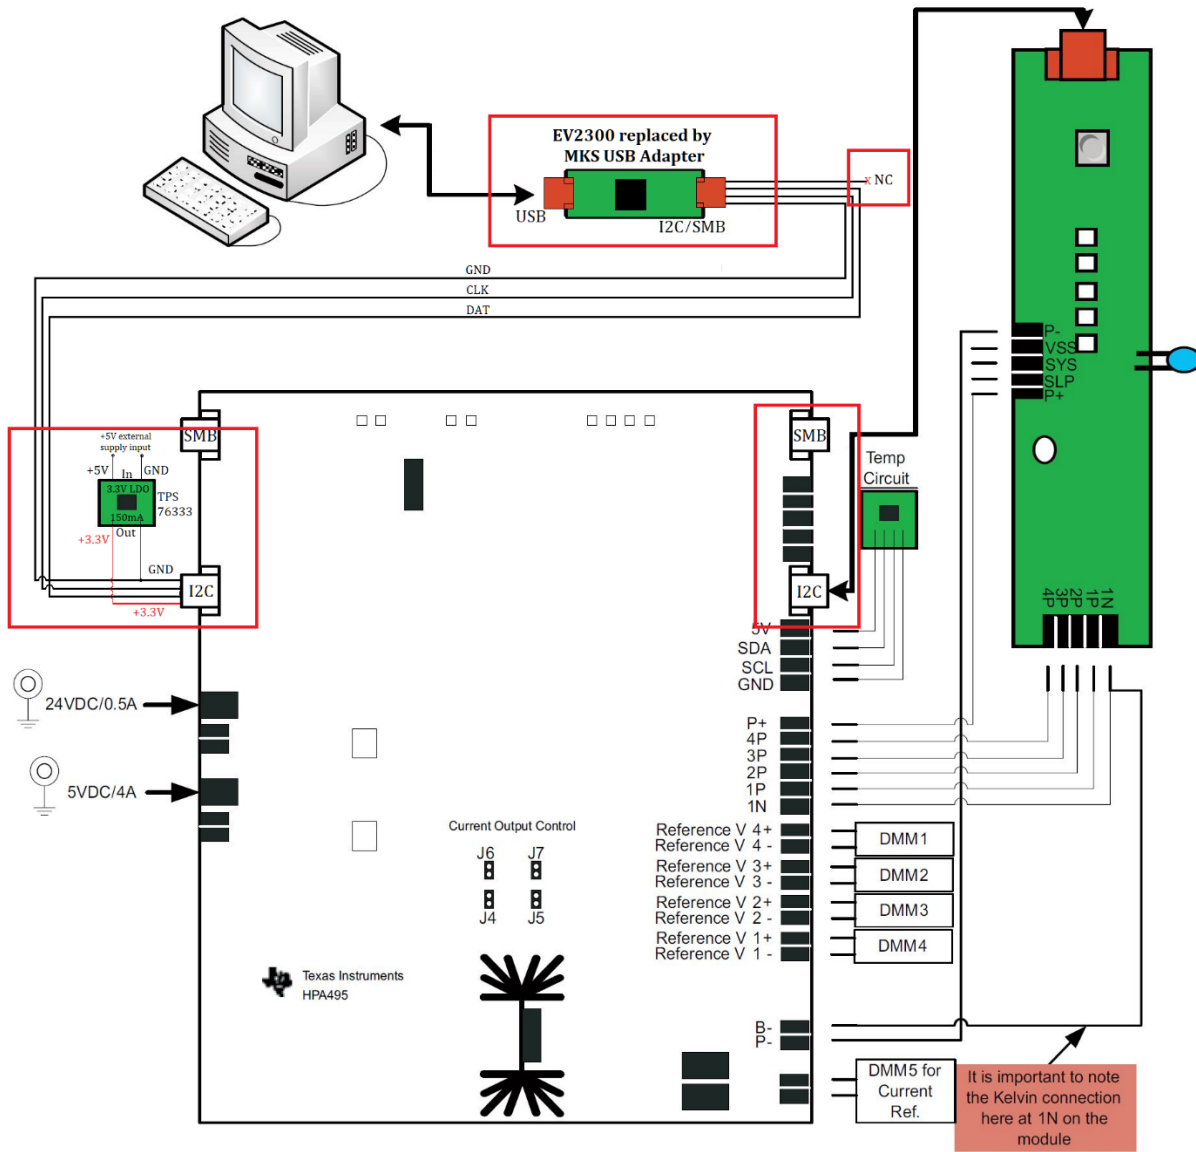 EV2300 replaced by
MKS USB Adapter
USB
I2C/SMB
x NC
GND
CLK
DAT
P-
VSS
SYS
SLP
P+
4P
3P
2P
1P
1N
SMB
+5V external
supply input
+5V
In
GND
3.3V LDO
TPS
76333
150mA
Out
+3.3V
GND
I2C
+3.3V
SMB
Temp
Circuit
I2C
5V
SDA
SCL
GND
24VDC/0.5A
5VDC/4A
P+
4P
3P
2P
1P
1N
Current Output Control
J6
J7
J4
J5
Reference V 4+
Reference V 4 -
DMM1
Reference V 3+
Reference V 3 -
DMM2
Reference V 2+
Reference V 2 -
DMM3
Reference V 1+
Reference V 1 -
DMM4
Texas Instruments
HPA495
B-
P-
DMM5 for
Current
Ref.
It is important to note
the Kelvin connection
here at 1N on the
module